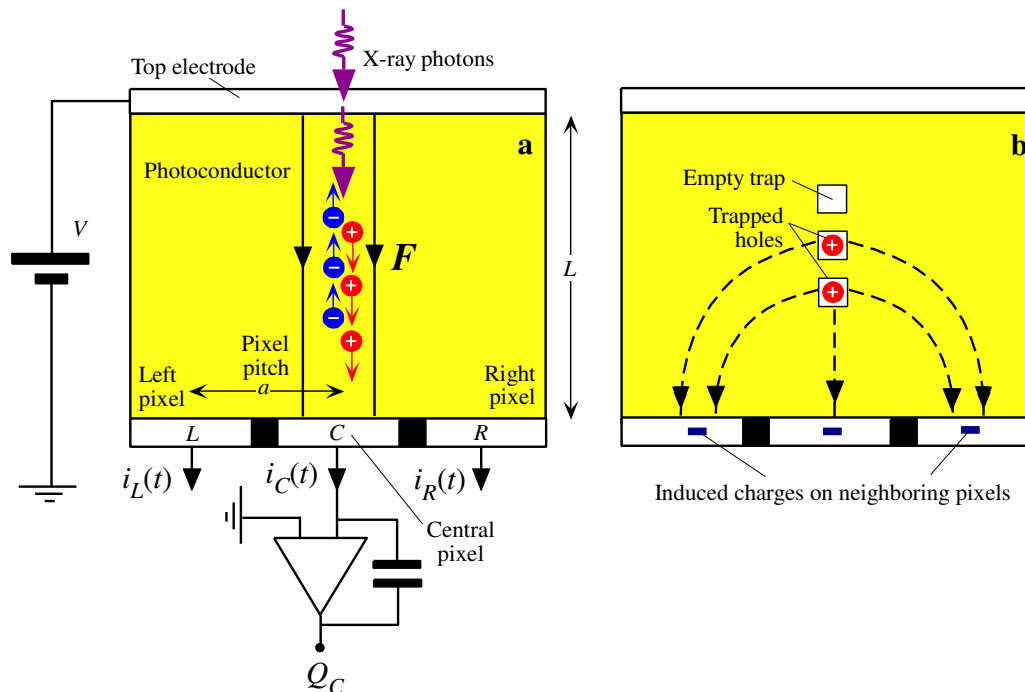 X-ray photons
Top electrode
a
Photoconductor
V
F
−
+
−
+
−
+
L
Pixel
pitch
a
Left
pixel
Right
pixel
L
C
R
i_L(t)
i_C(t)
i_R(t)
Central
pixel
Q_C
b
Empty trap
Trapped
holes
+
+
Induced charges on neighboring pixels